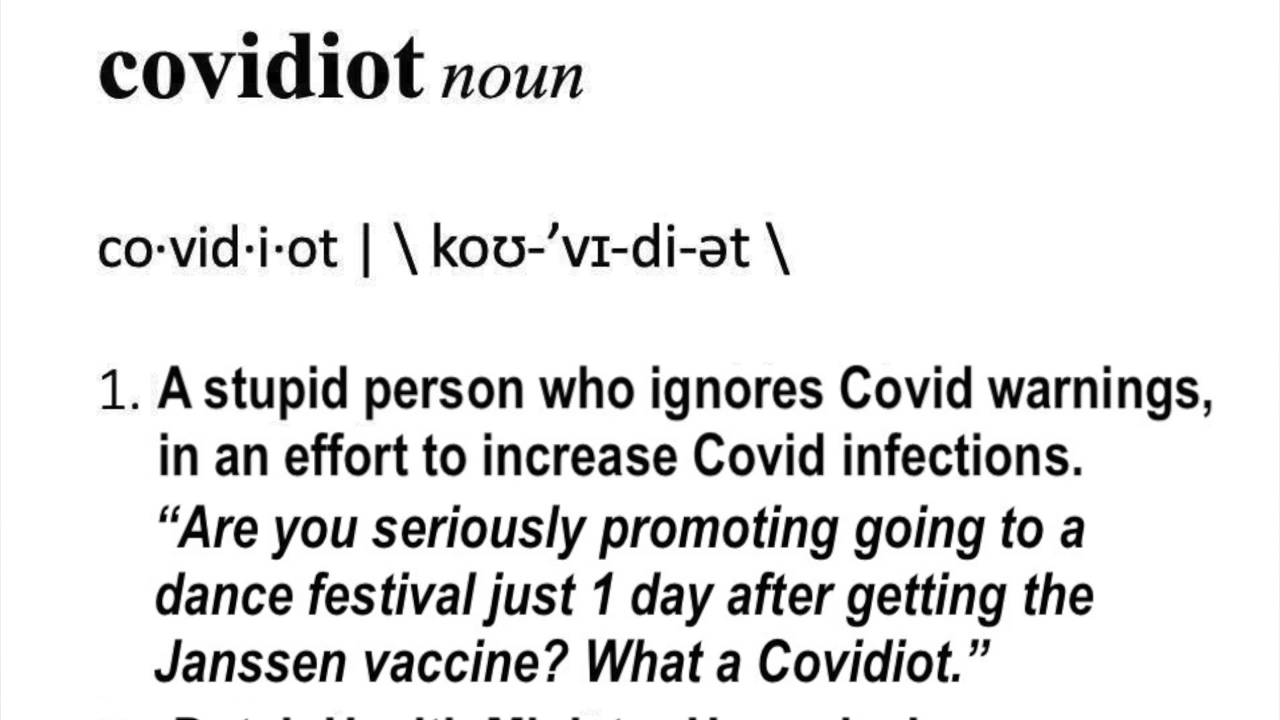 covidiot noun
co·vid·i·ot | \ koʊ-ʼvɪ-di-ət \
1. A stupid person who ignores Covid warnings,
in an effort to increase Covid infections.
“Are you seriously promoting going to a
dance festival just 1 day after getting the
Janssen vaccine? What a Covidiot.”